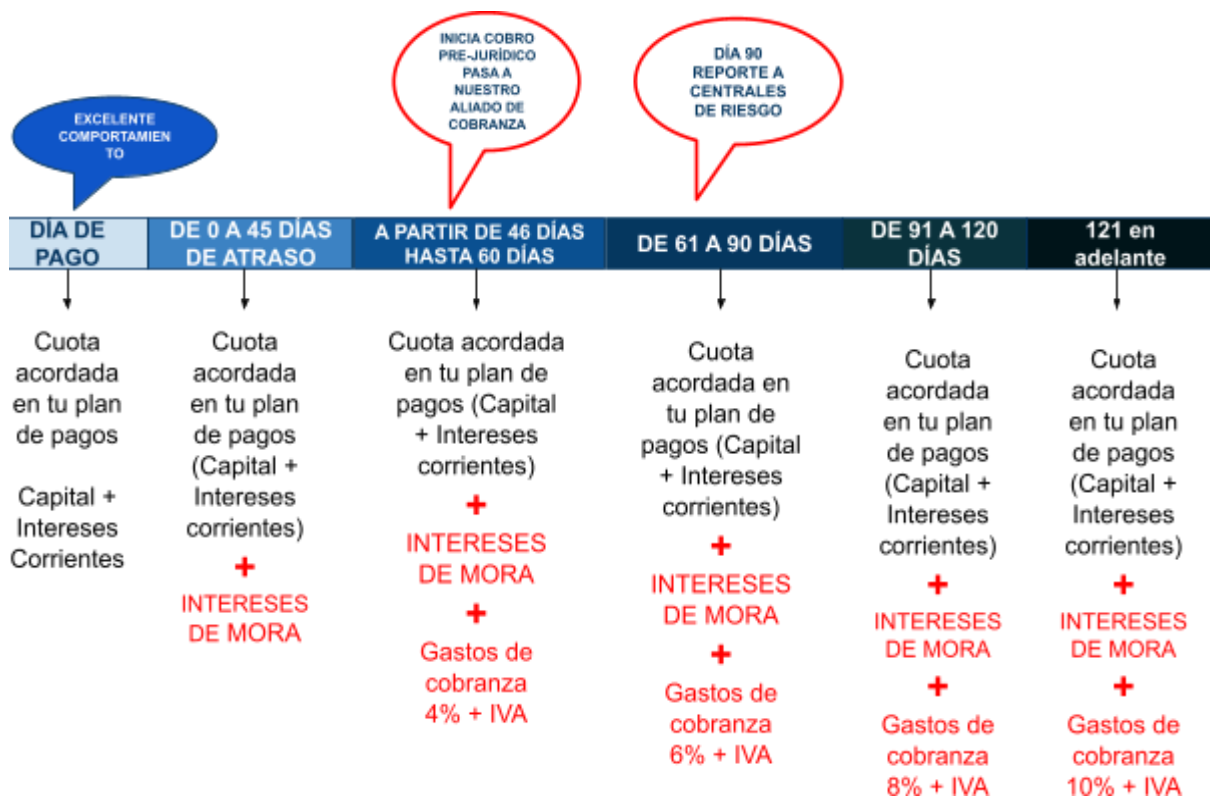 EXCELENTE
COMPORTAMIEN
TO
INICIA COBRO
PRE-JURÍDICO
PASA A
NUESTRO
ALIADO DE
COBRANZA
DÍA 90
REPORTE A
CENTRALES
DE RIESGO
DÍA DE
PAGO
DE 0 A 45 DÍAS
DE ATRASO
A PARTIR DE 46 DÍAS
HASTA 60 DÍAS
DE 61 A 90 DÍAS
DE 91 A 120
DÍAS
121 en
adelante
Cuota
acordada
en tu plan
de pagos
Capital +
Intereses
Corrientes
Cuota
acordada
en tu plan
de pagos
(Capital +
Intereses
corrientes)
+
INTERESES
DE MORA
Cuota acordada
en tu plan de
pagos (Capital
+ Intereses
corrientes)
+
INTERESES
DE MORA
+
Gastos de
cobranza
4% + IVA
Cuota
acordada en
tu plan de
pagos (Capital
+ Intereses
corrientes)
+
INTERESES
DE MORA
+
Gastos de
cobranza
6% + IVA
Cuota
acordada
en tu plan
de pagos
(Capital +
Intereses
corrientes)
+
INTERESES
DE MORA
+
Gastos de
cobranza
8% + IVA
Cuota
acordada
en tu plan
de pagos
(Capital +
Intereses
corrientes)
+
INTERESES
DE MORA
+
Gastos de
cobranza
10% + IVA